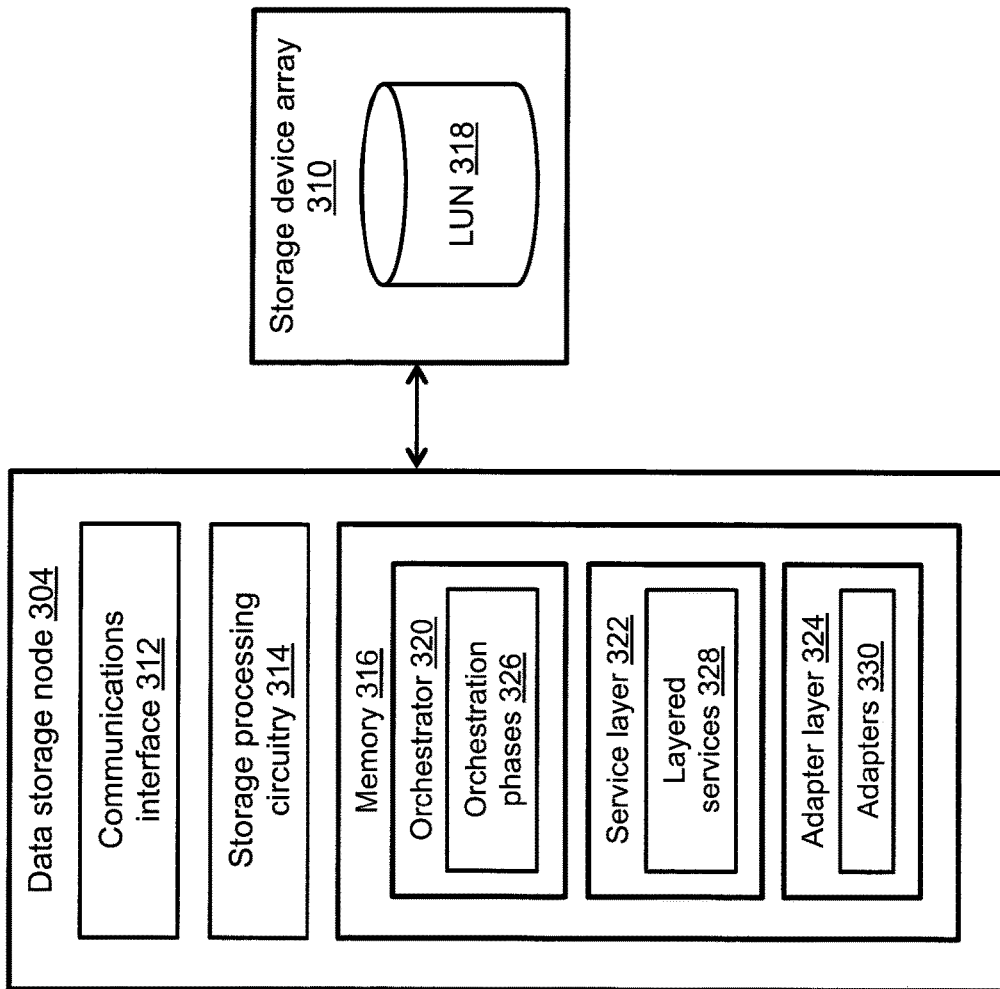 Data storage node 304
Communications
interface 312
Storage processing
circuitry 314
Memory 316
Orchestrator 320
Orchestration
phases 326
Service layer 322
Layered
services 328
Adapter layer 324
Adapters 330
Storage device array
310
LUN 318